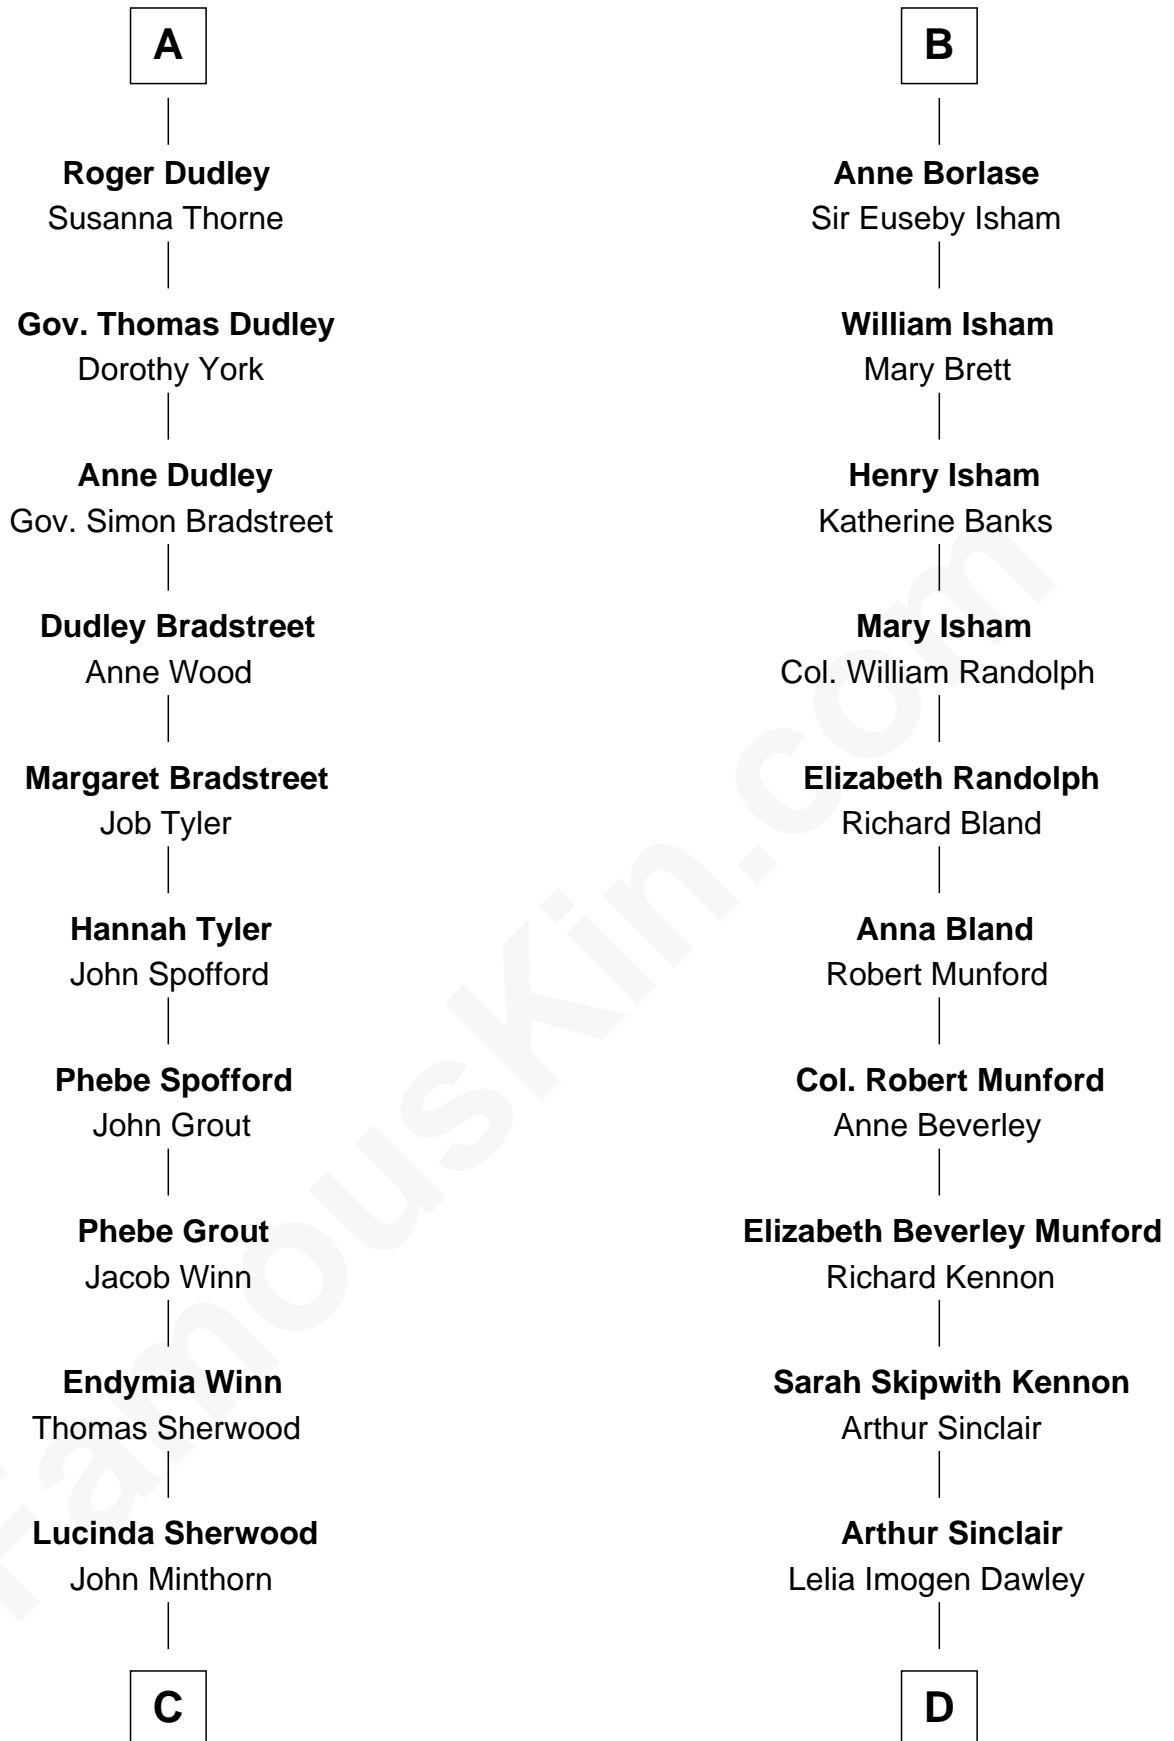 A
Roger Dudley
Susanna Thorne
Gov. Thomas Dudley
Dorothy York
Anne Dudley
Gov. Simon Bradstreet
Dudley Bradstreet
Anne Wood
Margaret Bradstreet
Job Tyler
Hannah Tyler
John Spofford
Phebe Spofford
John Grout
Phebe Grout
Jacob Winn
Endymia Winn
Thomas Sherwood
Lucinda Sherwood
John Minthorn
C
B
Anne Borlase
Sir Euseby Isham
William Isham
Mary Brett
Henry Isham
Katherine Banks
Mary Isham
Col. William Randolph
Elizabeth Randolph
Richard Bland
Anna Bland
Robert Munford
Col. Robert Munford
Anne Beverley
Elizabeth Beverley Munford
Richard Kennon
Sarah Skipwith Kennon
Arthur Sinclair
Arthur Sinclair
Lelia Imogen Dawley
D
FamousKin.com